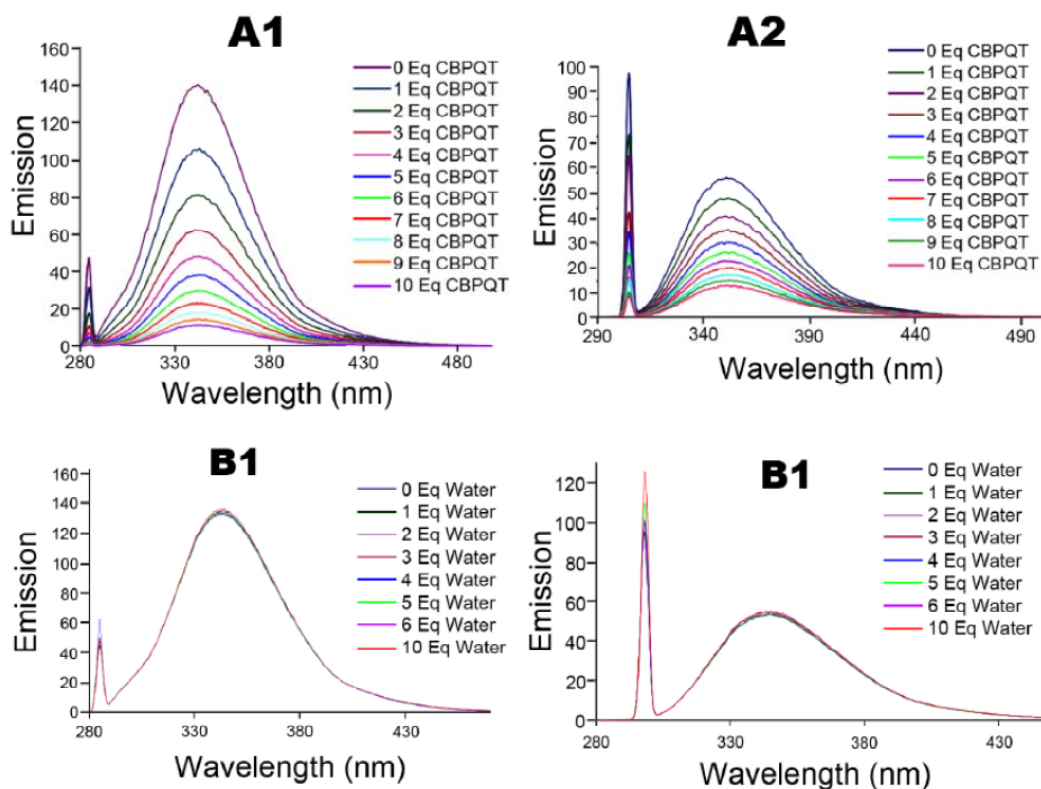 A1
160
140
120
100
80
60
40
20
0
280
330
380
430
480
Emission
Wavelength (nm)
0 Eq CBPQT
1 Eq CBPQT
2 Eq CBPQT
3 Eq CBPQT
4 Eq CBPQT
5 Eq CBPQT
6 Eq CBPQT
7 Eq CBPQT
8 Eq CBPQT
9 Eq CBPQT
10 Eq CBPQT
A2
100
90
80
70
60
50
40
30
20
10
0
290
340
390
440
490
Emission
Wavelength (nm)
0 Eq CBPQT
1 Eq CBPQT
2 Eq CBPQT
3 Eq CBPQT
4 Eq CBPQT
5 Eq CBPQT
6 Eq CBPQT
7 Eq CBPQT
8 Eq CBPQT
9 Eq CBPQT
10 Eq CBPQT
B1
160
140
120
100
80
60
40
20
0
280
330
380
430
Emission
Wavelength (nm)
0 Eq Water
1 Eq Water
2 Eq Water
3 Eq Water
4 Eq Water
5 Eq Water
6 Eq Water
10 Eq Water
B1
120
100
80
60
40
20
0
280
330
380
430
Emission
Wavelength (nm)
0 Eq Water
1 Eq Water
2 Eq Water
3 Eq Water
4 Eq Water
5 Eq Water
6 Eq Water
10 Eq Water